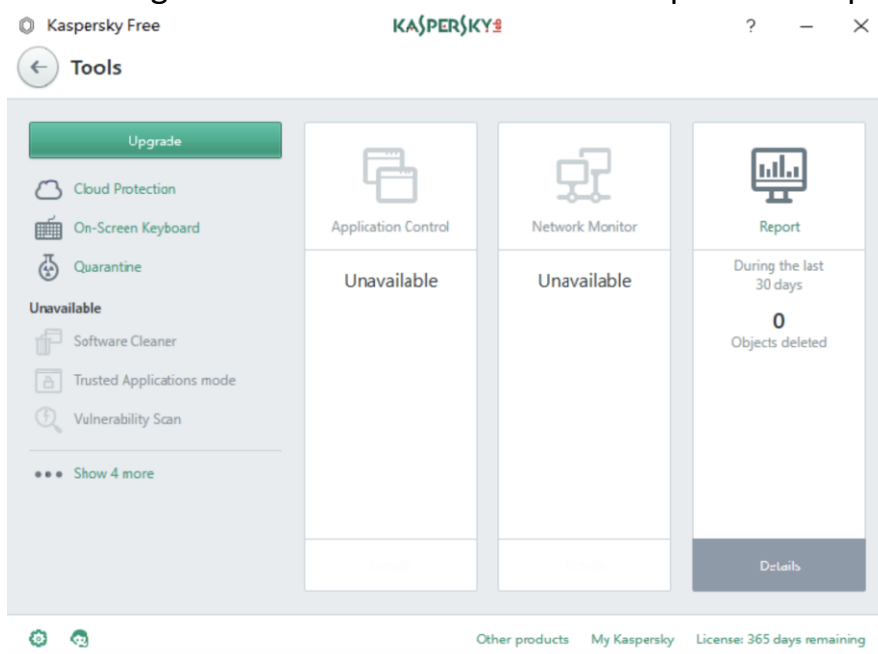 Kaspersky Free
KASPERSKY
?
Tools
Upgrade
Cloud Protection
On-Screen Keyboard
Quarantine
Unavailable
Software Cleaner
Trusted Applications mode
Vulnerability Scan
Show 4 more
Application Control
Unavailable
Network Monitor
Unavailable
Report
During the last
30 days
0
Objects deleted
Details
Other products
My Kaspersky
License: 365 days remaining